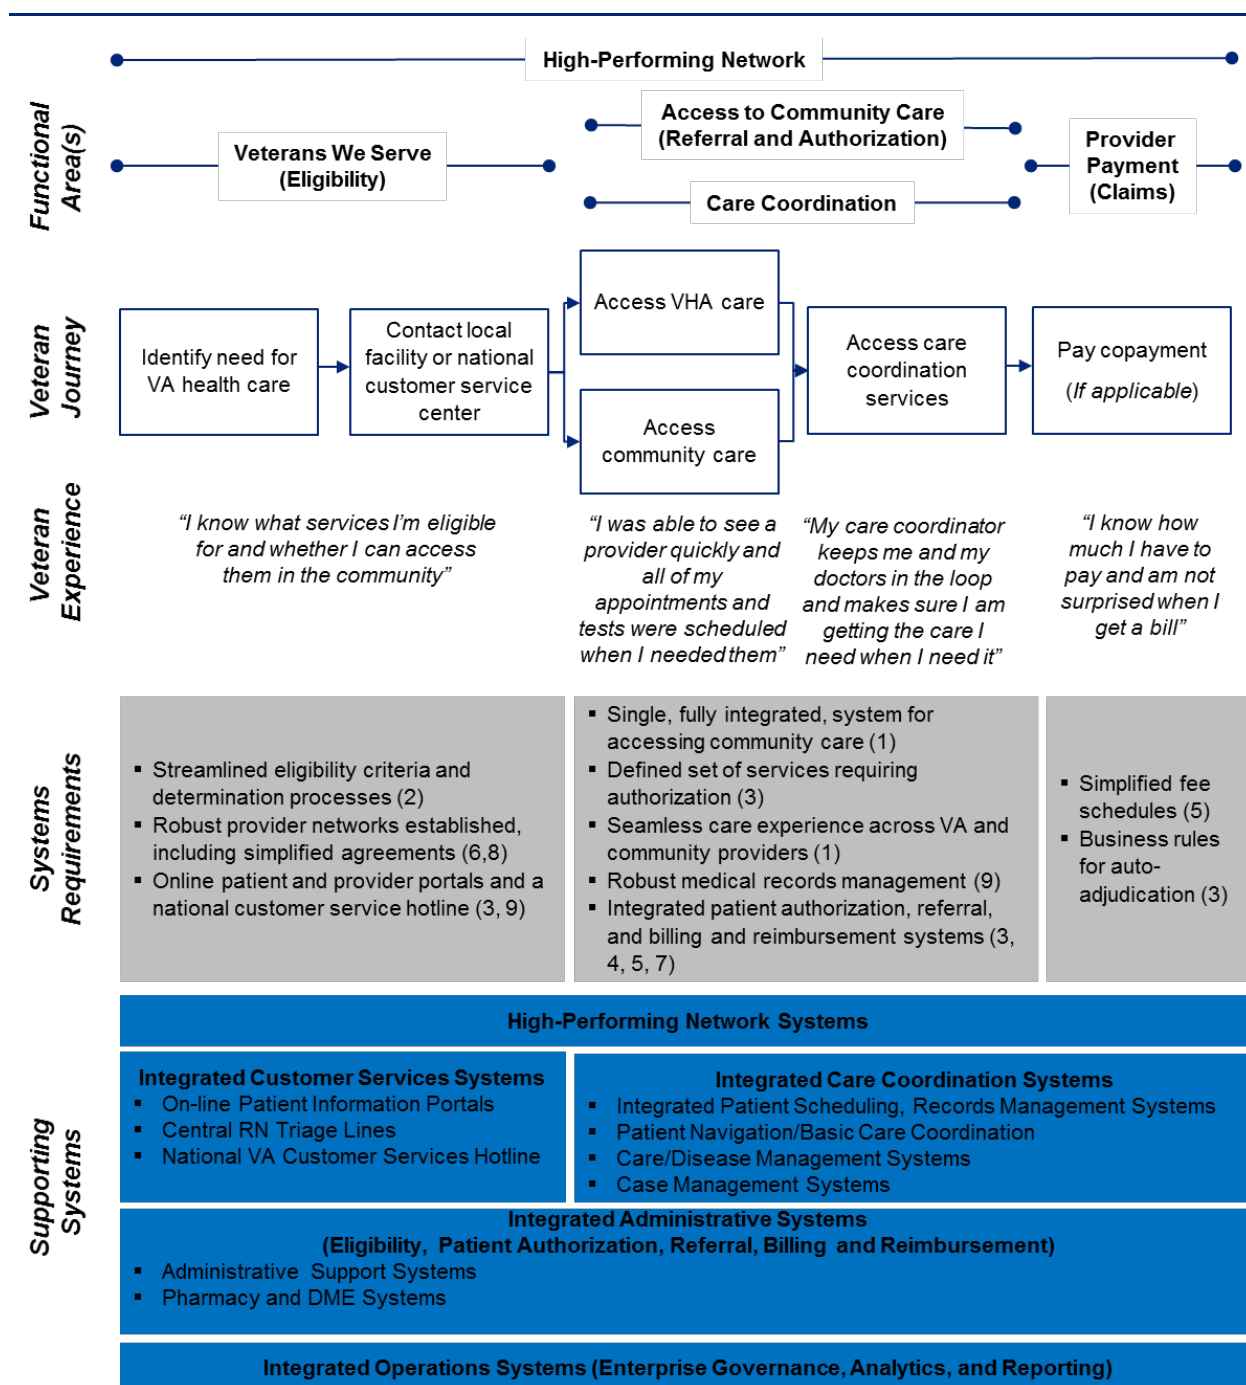 High-Performing Network
Functional
Area(s)
Veterans We Serve
(Eligibility)
Access to Community Care
(Referral and Authorization)
Care Coordination
Provider
Payment
(Claims)
Veteran
Journey
Identify need for
VA health care
Contact local
facility or national
customer service
center
Access VHA care
Access
community care
Access care
coordination
services
Pay copayment
(If applicable)
Veteran
Experience
“I know what services I’m eligible
for and whether I can access
them in the community”
“I was able to see a
provider quickly and
all of my
appointments and
tests were scheduled
when I needed them”
“My care coordinator
keeps me and my
doctors in the loop
and makes sure I am
getting the care I
need when I need it”
“I know how
much I have to
pay and am not
surprised when I
get a bill”
Systems
Requirements
▪ Streamlined eligibility criteria and
determination processes (2)
▪ Robust provider networks established,
including simplified agreements (6,8)
▪ Online patient and provider portals and a
national customer service hotline (3, 9)
▪ Single, fully integrated, system for
accessing community care (1)
▪ Defined set of services requiring
authorization (3)
▪ Seamless care experience across VA and
community providers (1)
▪ Robust medical records management (9)
▪ Integrated patient authorization, referral,
and billing and reimbursement systems (3,
4, 5, 7)
▪ Simplified fee
schedules (5)
▪ Business rules
for auto-
adjudication (3)
Supporting
Systems
High-Performing Network Systems
Integrated Customer Services Systems
▪ On-line Patient Information Portals
▪ Central RN Triage Lines
▪ National VA Customer Services Hotline
Integrated Care Coordination Systems
▪ Integrated Patient Scheduling, Records Management Systems
▪ Patient Navigation/Basic Care Coordination
▪ Care/Disease Management Systems
▪ Case Management Systems
Integrated Administrative Systems
(Eligibility, Patient Authorization, Referral, Billing and Reimbursement)
▪ Administrative Support Systems
▪ Pharmacy and DME Systems
Integrated Operations Systems (Enterprise Governance, Analytics, and Reporting)